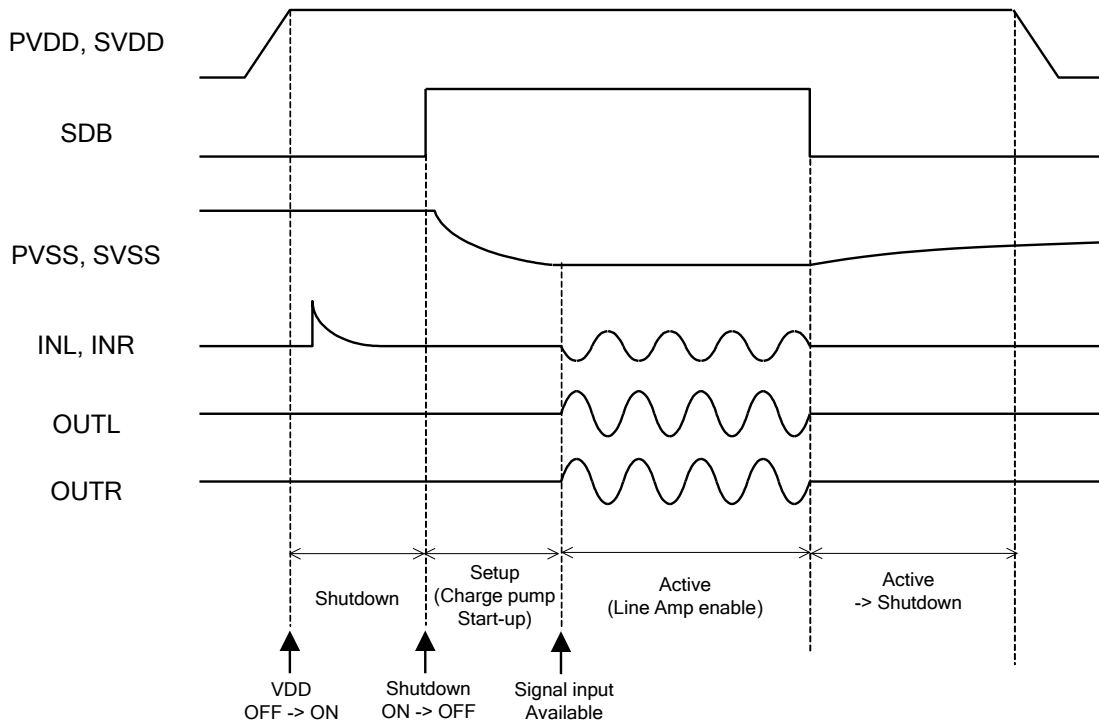 PVDD, SVDD
SDB
PVSS, SVSS
INL, INR
OUTL
OUTR
Shutdown
Setup
(Charge pump
Start-up)
Active
(Line Amp enable)
Active
-> Shutdown
VDD
OFF -> ON
Shutdown
ON -> OFF
Signal input
Available